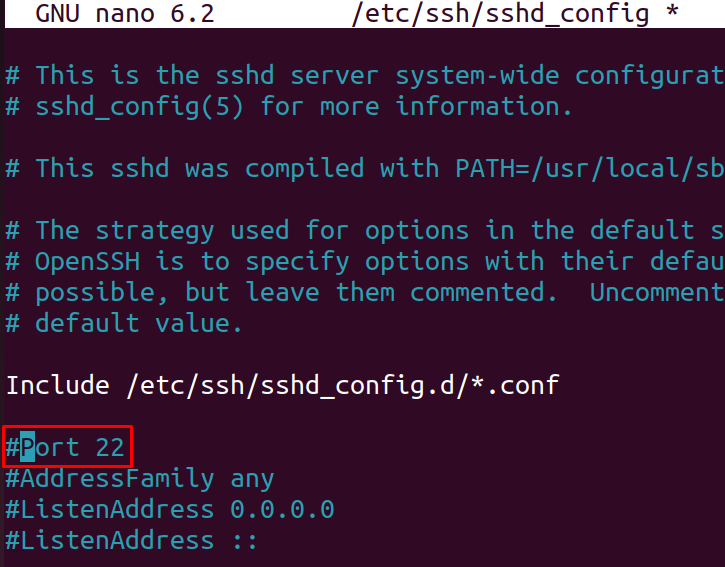 GNU nano 6.2 /etc/ssh/sshd_config *
# This is the sshd server system-wide configurat
# sshd_config(5) for more information.
# This sshd was compiled with PATH=/usr/local/sb
# The strategy used for options in the default s
# OpenSSH is to specify options with their defau
# possible, but leave them commented.  Uncomment
# default value.
Include /etc/ssh/sshd_config.d/*.conf
#Port 22
#AddressFamily any
#ListenAddress 0.0.0.0
#ListenAddress ::